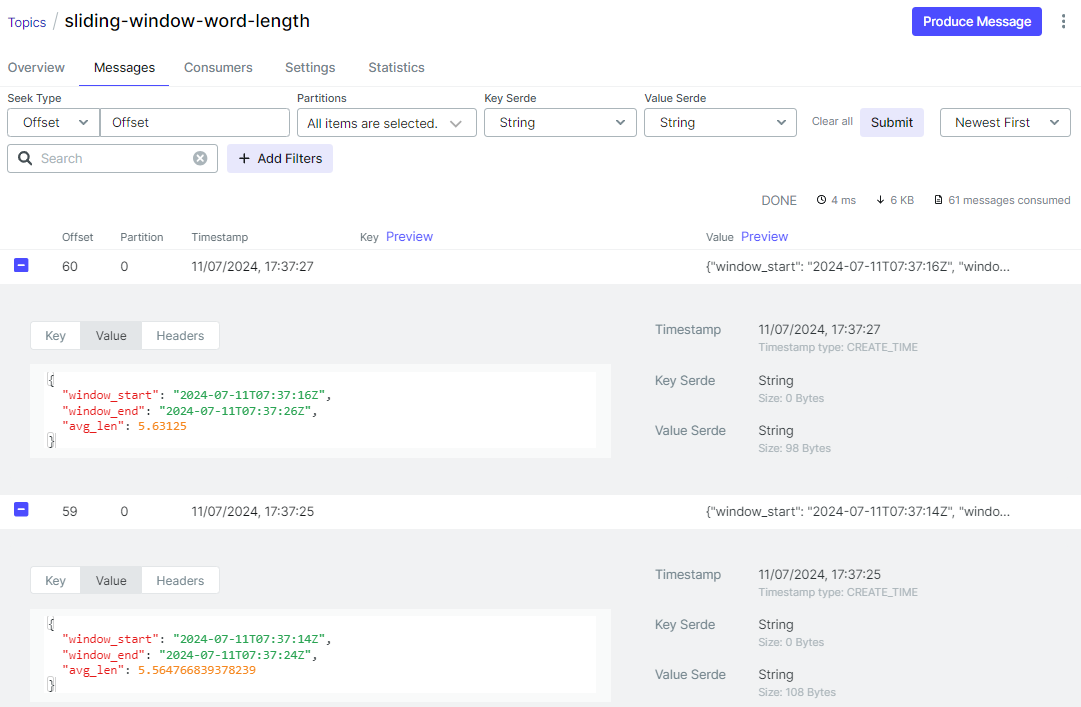 Topics / sliding-window-word-length
Produce Message
Overview Messages Consumers Settings Statistics
Seek Type Partitions Key Serde Value Serde
Offset Offset All items are selected. String String Clear all Submit Newest First
Search + Add Filters
DONE 4 ms 6 KB 61 messages consumed
Offset Partition Timestamp Key Preview Value Preview
60 0 11/07/2024, 17:37:27 {"window_start": "2024-07-11T07:37:16Z", "windo...
Key Value Headers
{
"window_start": "2024-07-11T07:37:16Z",
"window_end": "2024-07-11T07:37:26Z",
"avg_len": 5.63125
}
Timestamp 11/07/2024, 17:37:27
Timestamp type: CREATE_TIME
Key Serde String
Size: 0 Bytes
Value Serde String
Size: 98 Bytes
59 0 11/07/2024, 17:37:25 {"window_start": "2024-07-11T07:37:14Z", "windo...
Key Value Headers
{
"window_start": "2024-07-11T07:37:14Z",
"window_end": "2024-07-11T07:37:24Z",
"avg_len": 5.564766839378239
}
Timestamp 11/07/2024, 17:37:25
Timestamp type: CREATE_TIME
Key Serde String
Size: 0 Bytes
Value Serde String
Size: 108 Bytes